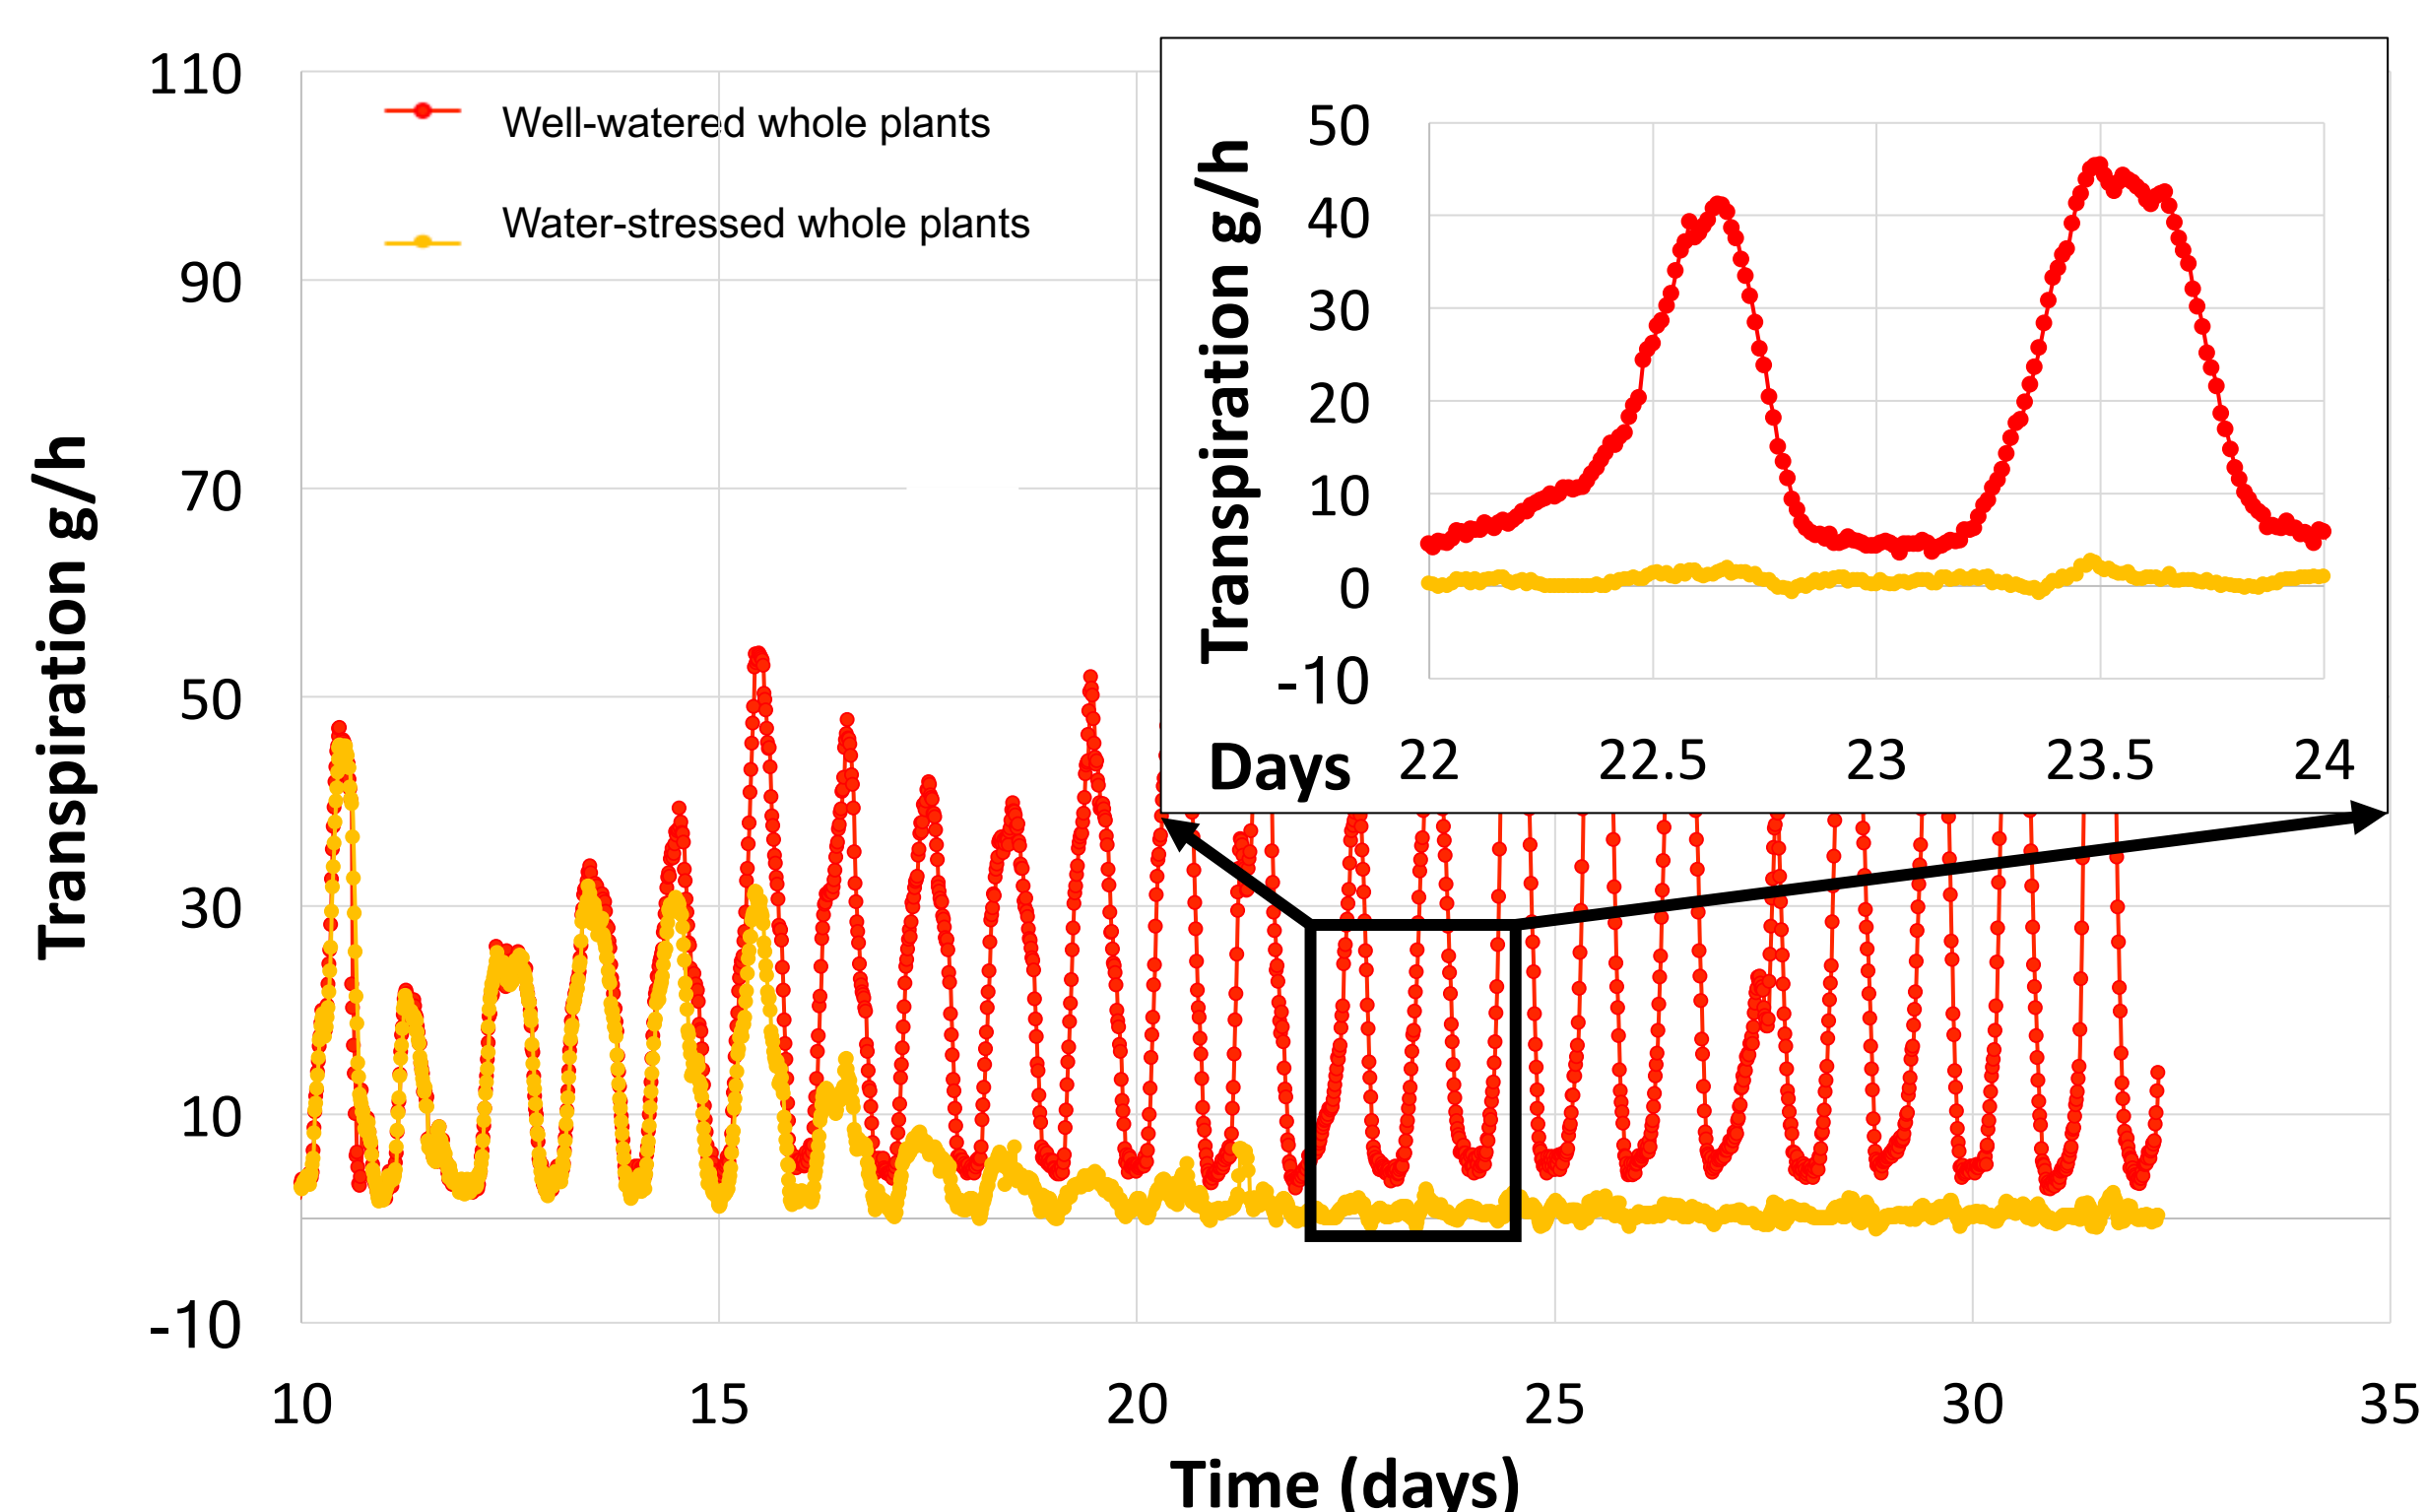 Transpiration g/h
110
90
70
50
30
10
-10
Well-watered whole plants
Water-stressed whole plants
Transpiration g/h
50
40
30
20
10
0
-10
Days 22 22.5 23 23.5 24
10 15 20 25 30 35
Time (days)